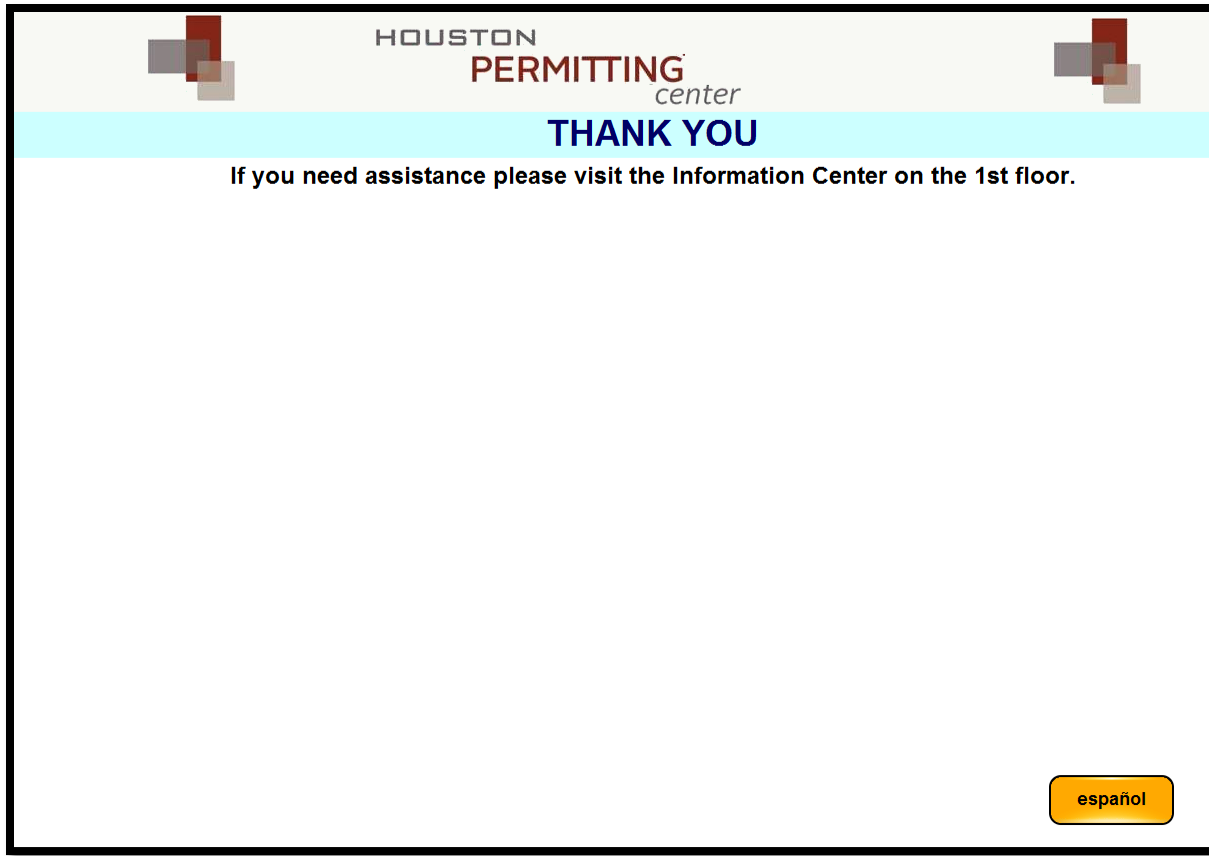 HOUSTON
PERMITTING
center
THANK YOU
If you need assistance please visit the Information Center on the 1st floor.
español